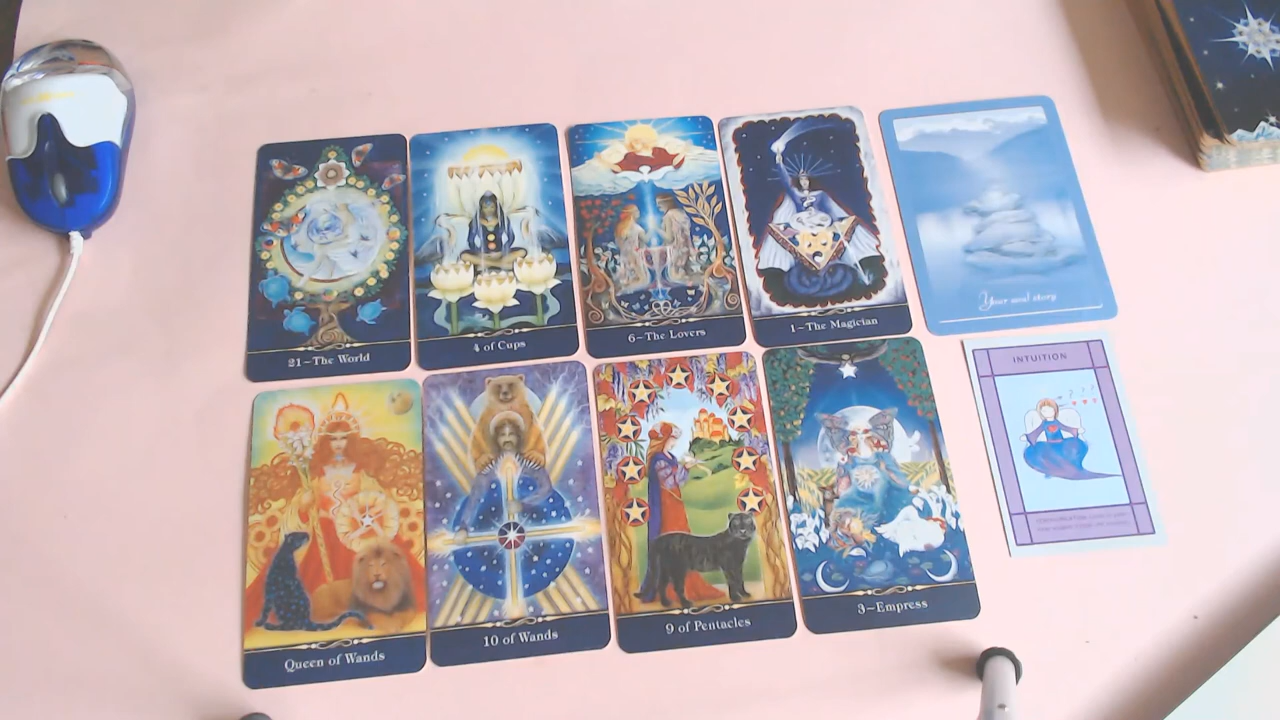 21~The World
4 of Cups
6~The Lovers
1~The Magician
Your soul story
Queen of Wands
10 of Wands
9 of Pentacles
3~Empress
INTUITION